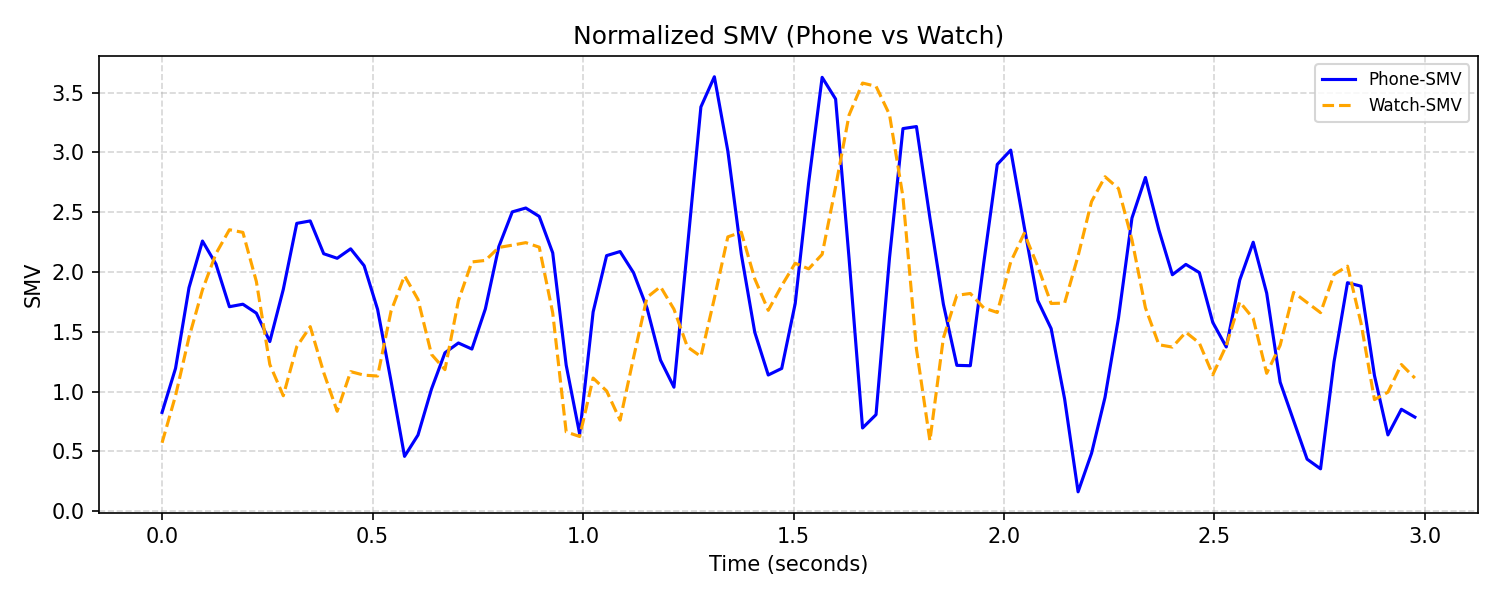 Normalized SMV (Phone vs Watch)
Phone-SMV
Watch-SMV
SMV
3.5
3.0
2.5
2.0
1.5
1.0
0.5
0.0
0.0 0.5 1.0 1.5 2.0 2.5 3.0
Time (seconds)